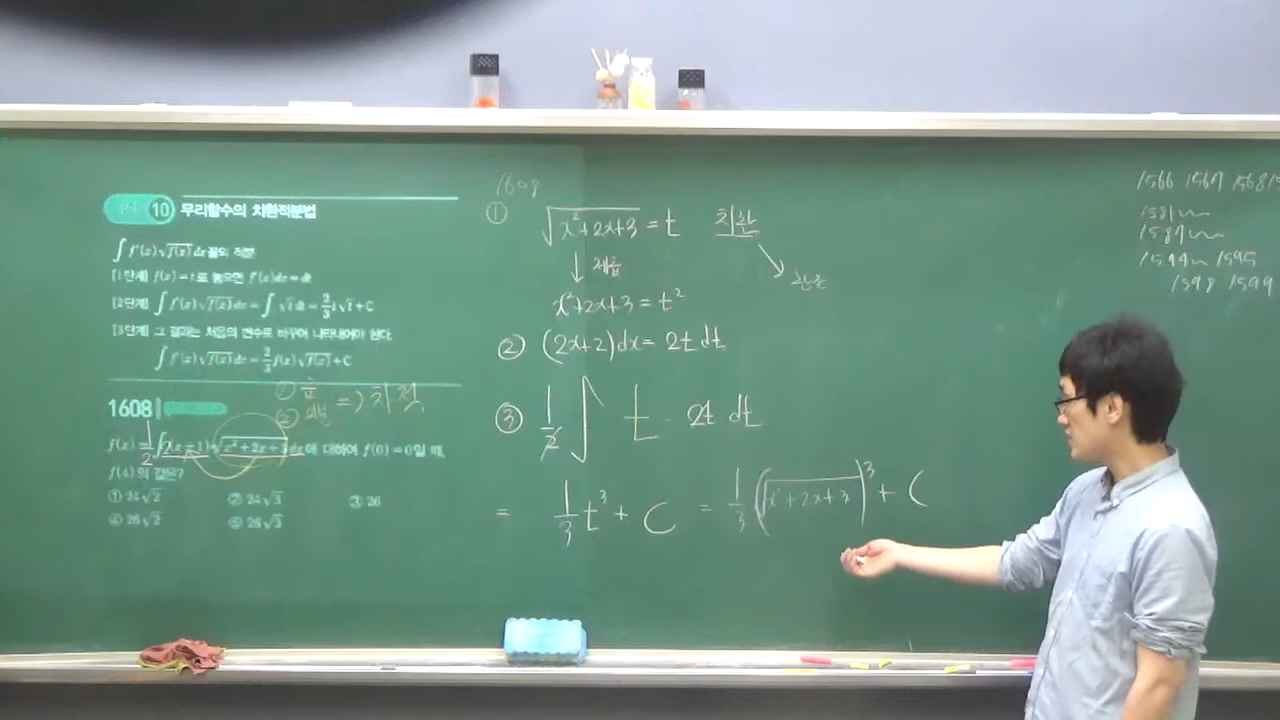 10 무리함수의 치환적분법
∫f'(x)√f(x)dx 꼴의 적분
[1단계] f(x)=t로 놓으면 f'(x)dx=dt
[2단계] ∫f'(x)√f(x)dx=∫√t dt=2/3 t√t+C
[3단계] 그 결과는 처음의 변수로 바꾸어 나타내어야 한다.
∫f'(x)√f(x)dx=2/3 f(x)√f(x)+C
①
② => 치적.
1608
f(x)=1/2∫2(x+1)√x²+2x+3 dx에 대하여 f(0)=0일 때,
f(4)의 값은?
① 24√2 ② 24√3 ③ 26
④ 26√2 ⑤ 26√3
1608
① √x²+2x+3 = t 치환
↓ 제곱
x²+2x+3 = t²
② (2x+2)dx = 2t dt
③ 1/2 ∫ t · 2t dt
= 1/3 t³ + C = 1/3 (√x²+2x+3)³ + C
1566 1567 1568
1581
1587
1594 1595
1598 1599